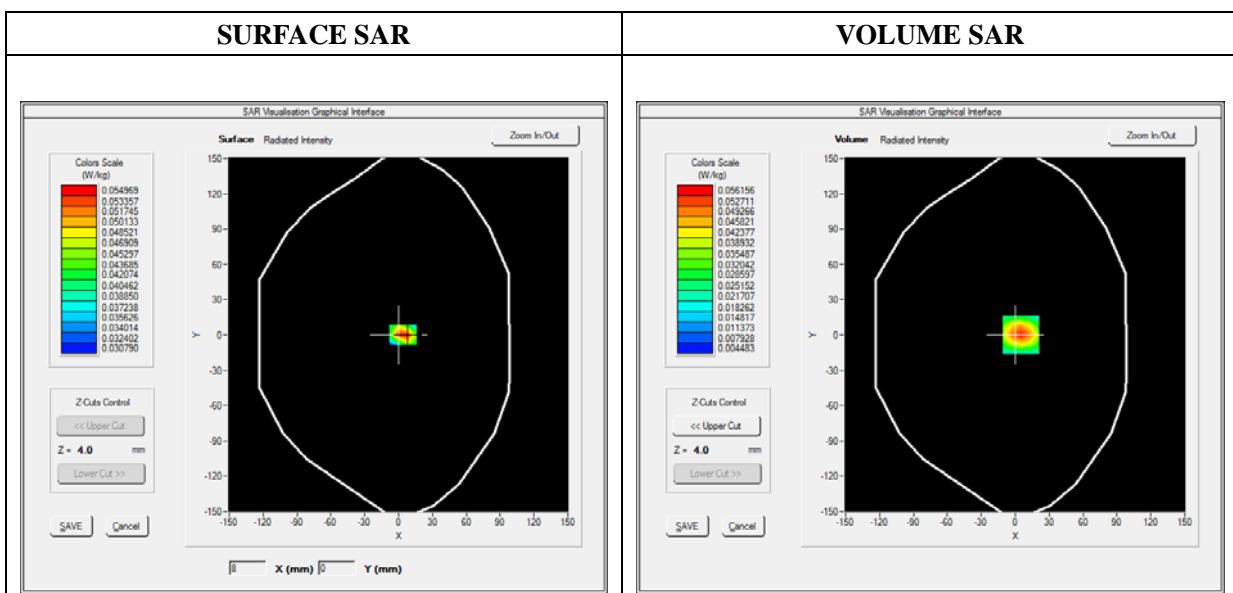 SURFACE SAR
VOLUME SAR
SAR Visualisation Graphical Interface
Surface Radiated Intensity
Zoom In/Out
Colors Scale
(W/kg)
0.054969
0.053357
0.051745
0.050133
0.048521
0.046909
0.045297
0.043685
0.042074
0.040462
0.038850
0.037238
0.035626
0.034014
0.032402
0.030790
Z-Cuts Control
<< Upper Cut
Z = 4.0 mm
Lower Cut >>
SAVE Cancel
150
120
90
60
30
0
-30
-60
-90
-120
-150
Y
-150 -120 -90 -60 -30 0 30 60 90 120 150
X
8 X (mm) 0 Y (mm)
SAR Visualisation Graphical Interface
Volume Radiated Intensity
Zoom In/Out
Colors Scale
(W/kg)
0.056156
0.052711
0.049266
0.045821
0.042377
0.038932
0.035487
0.032042
0.028597
0.025152
0.021707
0.018262
0.014817
0.011373
0.007928
0.004483
Z-Cuts Control
<< Upper Cut
Z = 4.0 mm
Lower Cut >>
SAVE Cancel
150
120
90
60
30
0
-30
-60
-90
-120
-150
Y
-150 -120 -90 -60 -30 0 30 60 90 120 150
X